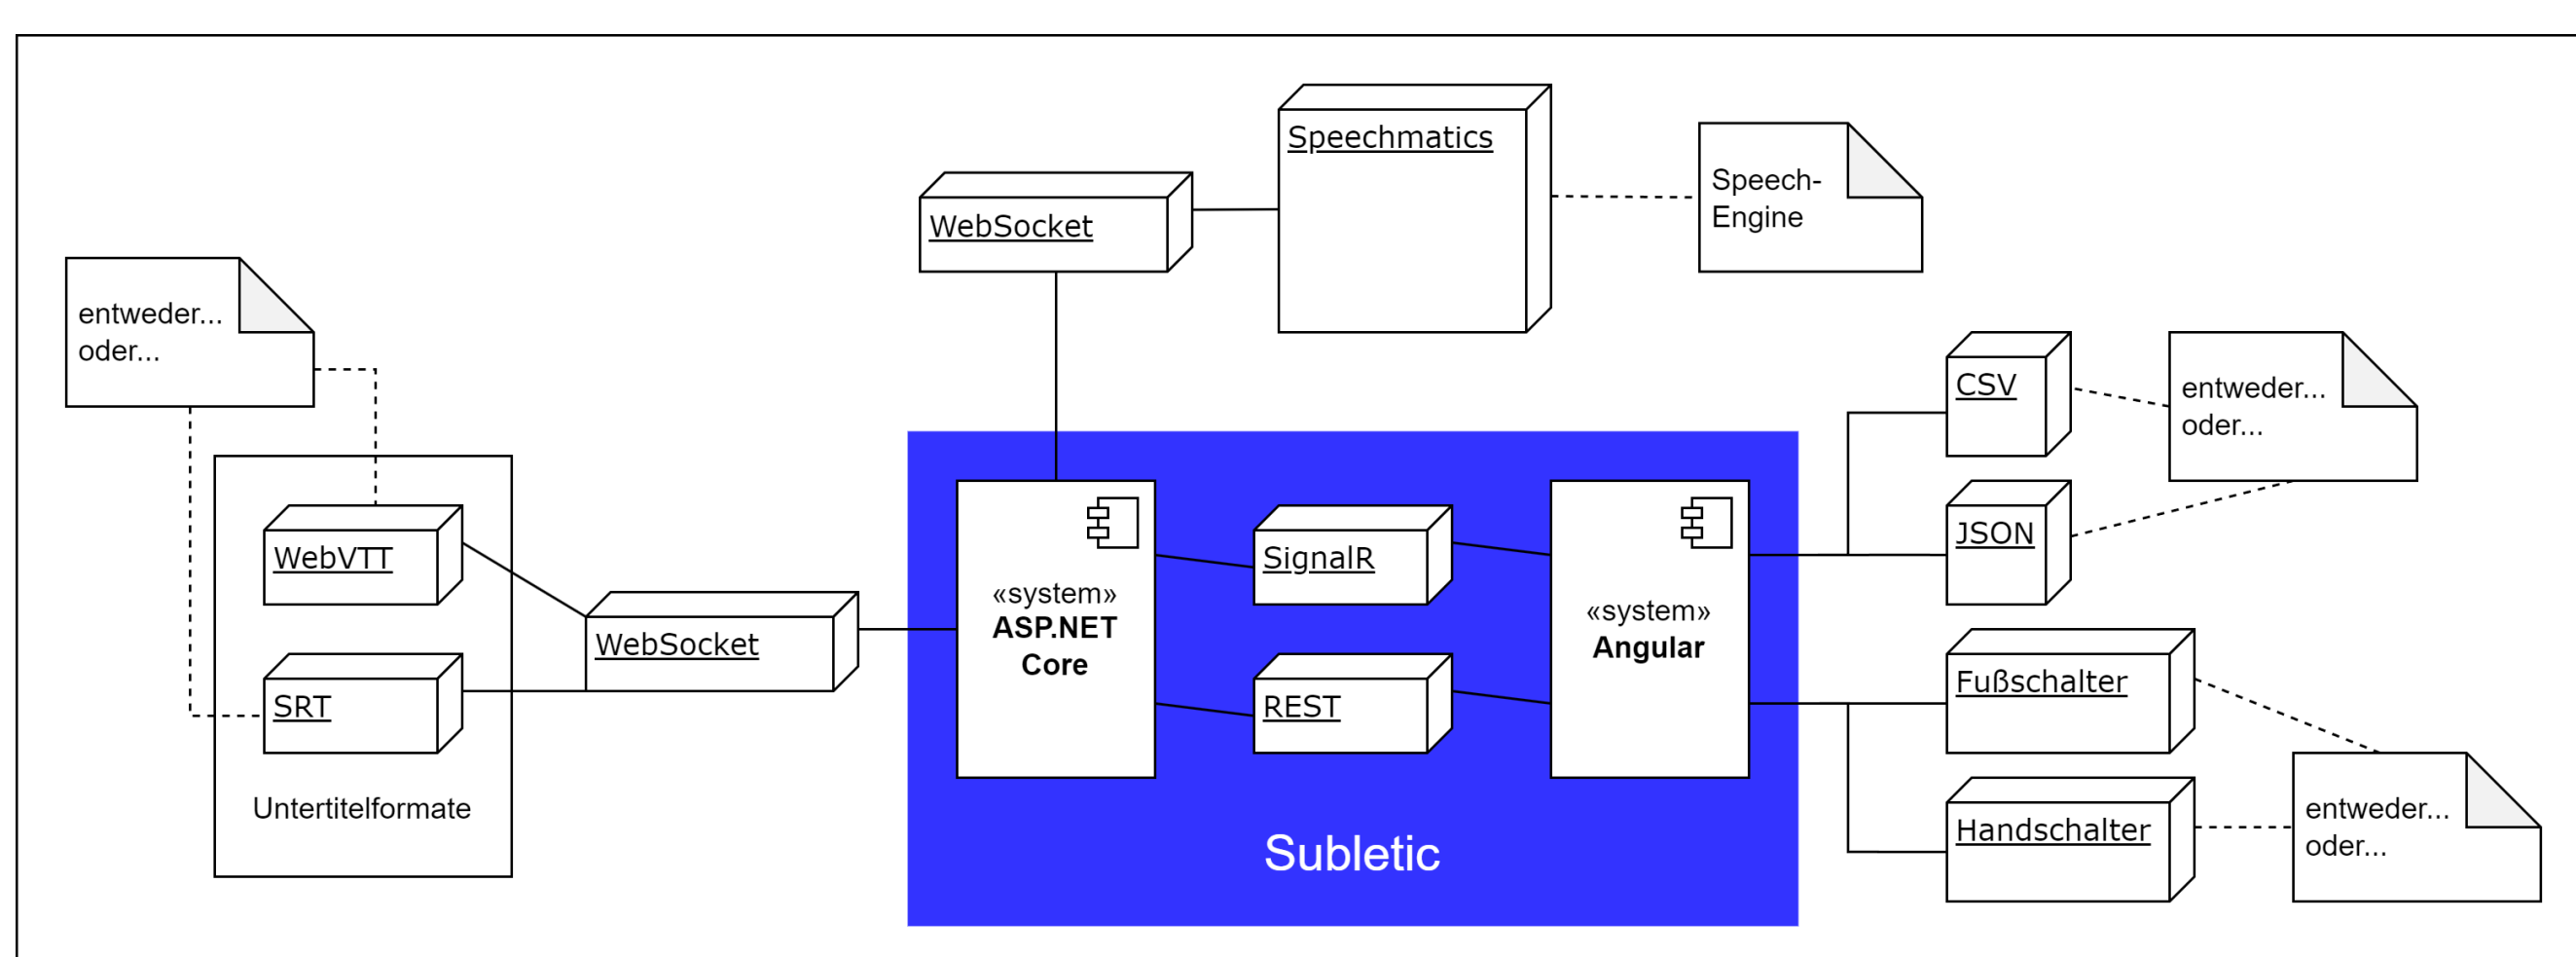 Speechmatics
Speech-
Engine
WebSocket
entweder...
oder...
CSV
entweder...
oder...
JSON
WebVTT
SignalR
«system»
ASP.NET
Core
«system»
Angular
WebSocket
Fußschalter
SRT
REST
Untertitelformate
Handschalter
entweder...
oder...
Subletic